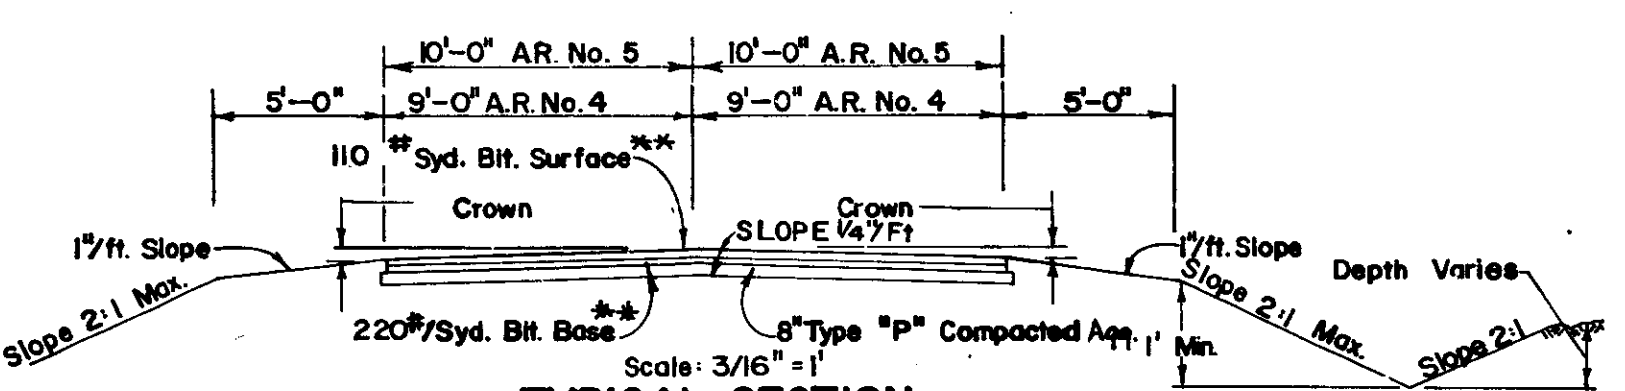 10'-0" A.R. No. 5 10'-0" A.R. No. 5
5'-0" 9'-0" A.R. No. 4 9'-0" A.R. No. 4 5'-0"
110 # Syd. Bit. Surface **
Crown Crown
SLOPE 1/4"/Ft
1"/ft. Slope 1"/ft. Slope
Slope 2:1 Max. Slope 2:1 Max. Depth Varies
220#/Syd. Bit. Base ** 8" Type "P" Compacted Agg. 1' Min. Slope 2:1
Scale: 3/16" = 1'
TYPICAL SECTION